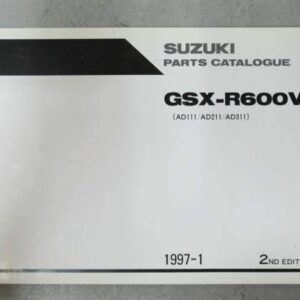 SUZUKI
PARTS CATALOGUE
GSX-R600V
(AD111/AD211/AD311)
1997-1 2ND EDIT